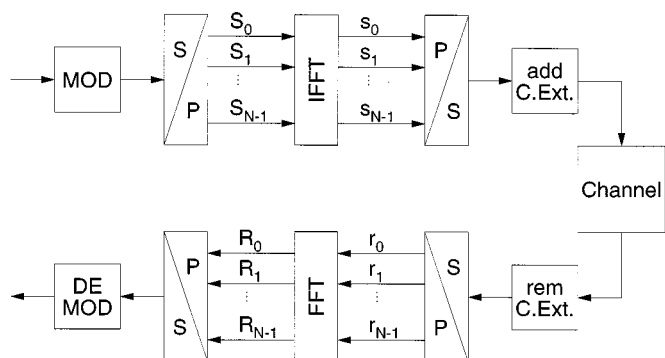 MOD
S
P
S0
S1
⋮
SN-1
IFFT
s0
s1
⋮
sN-1
P
S
add
C.Ext.
Channel
DE
MOD
P
S
R0
R1
⋮
RN-1
FFT
r0
r1
⋮
rN-1
S
P
rem
C.Ext.